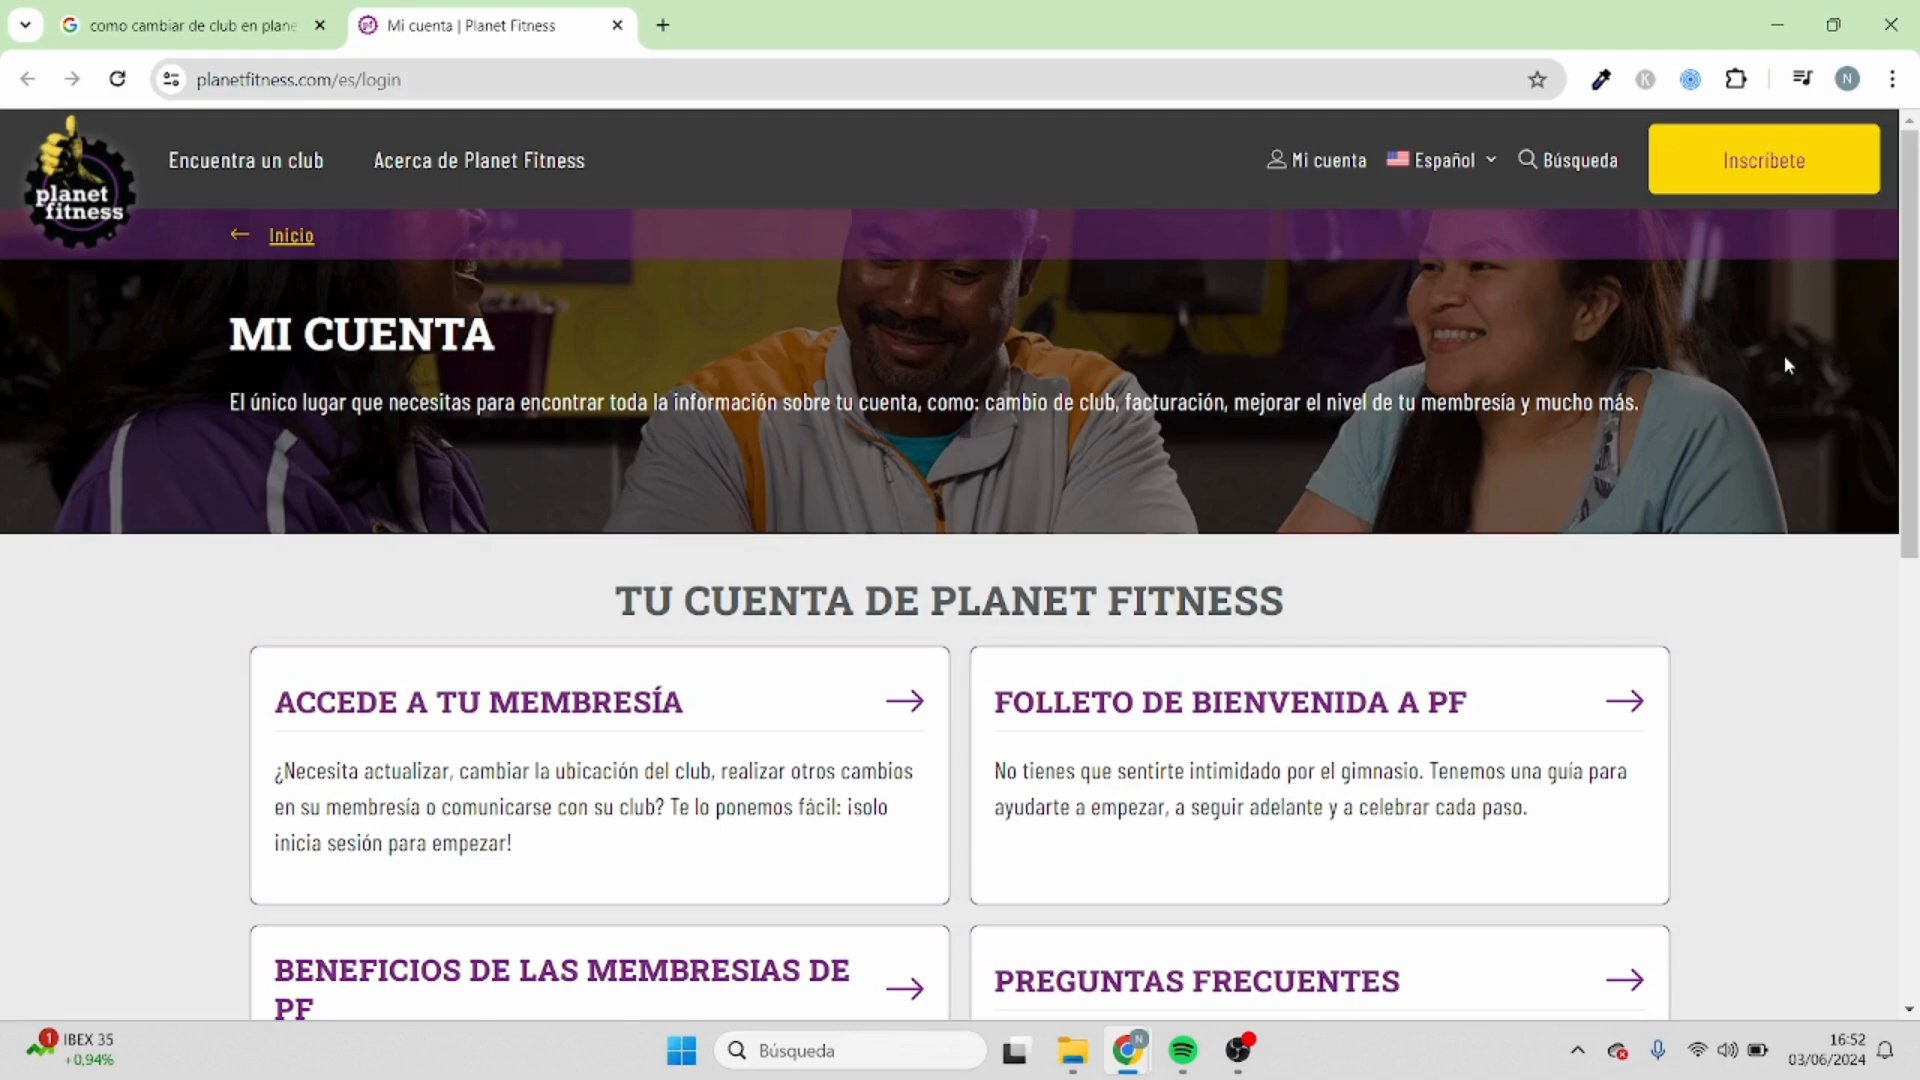 como cambiar de club en plane
Mi cuenta | Planet Fitness
planetfitness.com/es/login
K
N
planet
fitness
Encuentra un club
Acerca de Planet Fitness
Mi cuenta
Español
Búsqueda
Inscríbete
Inicio
MI CUENTA
El único lugar que necesitas para encontrar toda la información sobre tu cuenta, como: cambio de club, facturación, mejorar el nivel de tu membresía y mucho más.
TU CUENTA DE PLANET FITNESS
ACCEDE A TU MEMBRESÍA
¿Necesita actualizar, cambiar la ubicación del club, realizar otros cambios
en su membresía o comunicarse con su club? Te lo ponemos fácil: ¡solo
inicia sesión para empezar!
FOLLETO DE BIENVENIDA A PF
No tienes que sentirte intimidado por el gimnasio. Tenemos una guía para
ayudarte a empezar, a seguir adelante y a celebrar cada paso.
BENEFICIOS DE LAS MEMBRESIAS DE
PF
PREGUNTAS FRECUENTES
1
IBEX 35
+0,94%
Búsqueda
N
16:52
03/06/2024